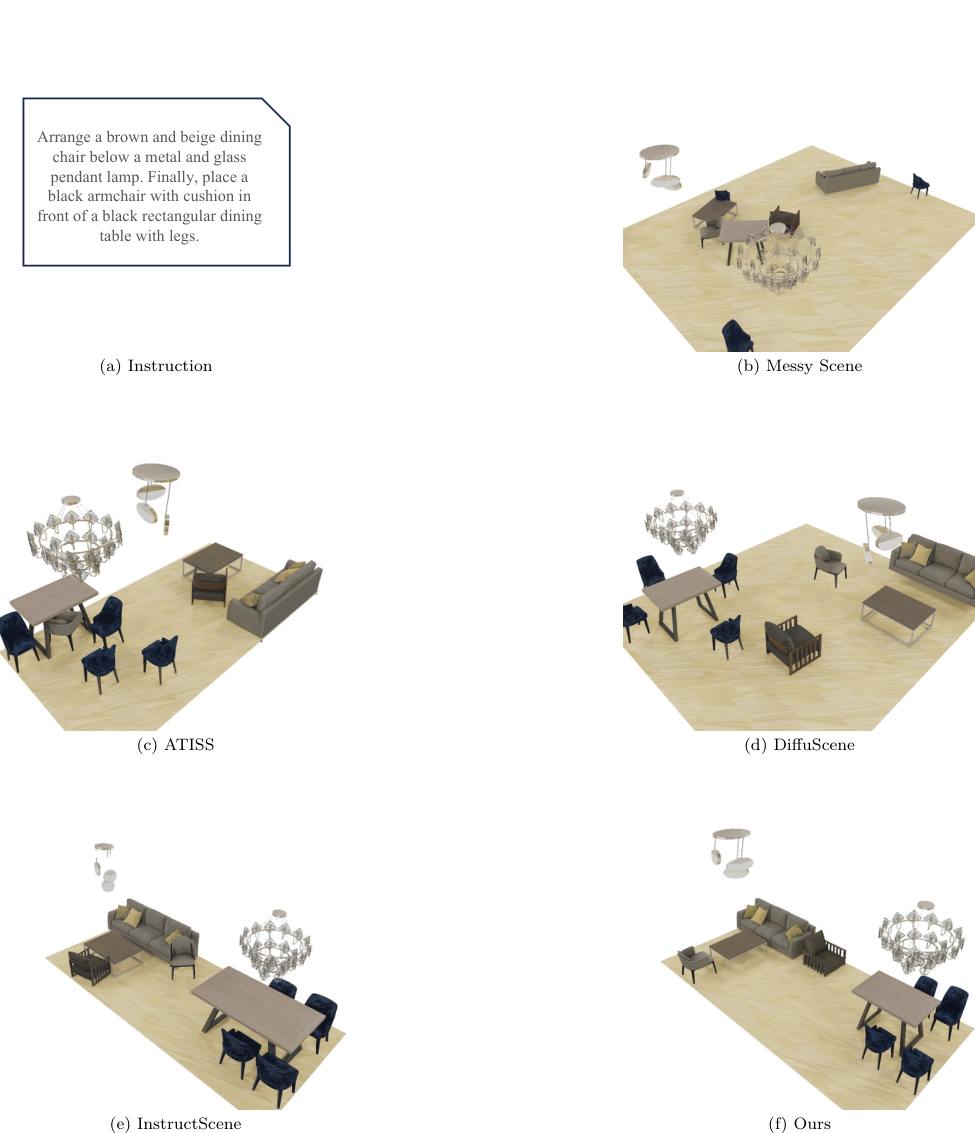 Arrange a brown and beige dining
chair below a metal and glass
pendant lamp. Finally, place a
black armchair with cushion in
front of a black rectangular dining
table with legs.
(a) Instruction
(b) Messy Scene
(c) ATISS
(d) DiffuScene
(e) InstructScene
(f) Ours